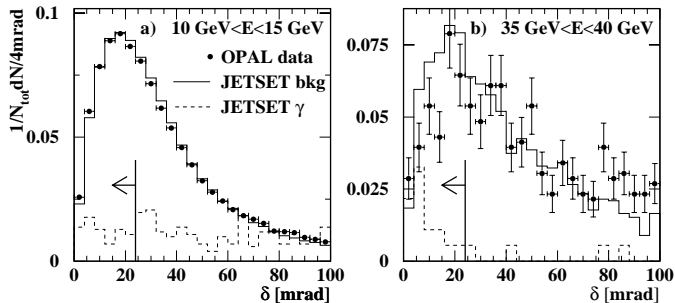 a) 10 GeV<E<15 GeV
OPAL data
JETSET bkg
JETSET γ
1/N_tot dN/4mrad
0.1
0.05
0
0 20 40 60 80 100
δ [mrad]
b) 35 GeV<E<40 GeV
0.075
0.05
0.025
0
0 20 40 60 80 100
δ [mrad]